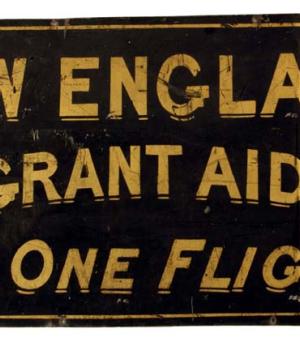 W ENGLA
GRANT AID
ONE FLIG